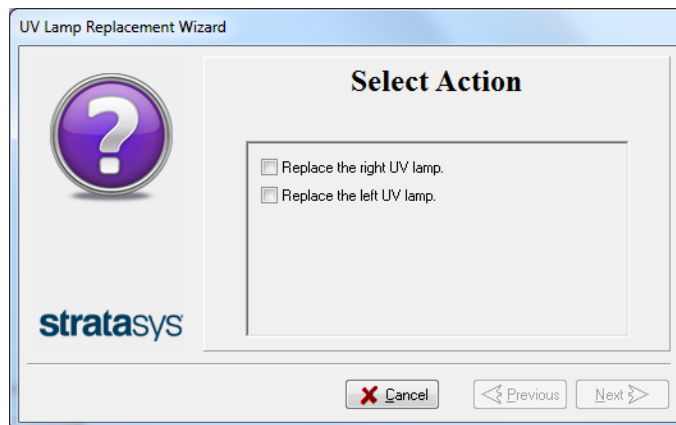 UV Lamp Replacement Wizard
Select Action
Replace the right UV lamp.
Replace the left UV lamp.
stratasys
Cancel
Previous
Next